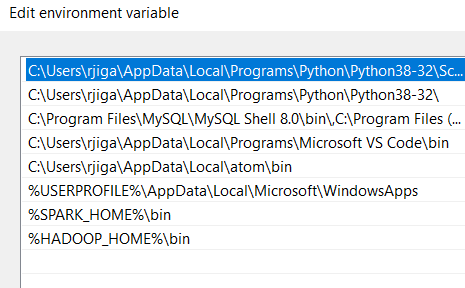 Edit environment variable
C:\Users\rjiga\AppData\Local\Programs\Python\Python38-32\Sc...
C:\Users\rjiga\AppData\Local\Programs\Python\Python38-32\
C:\Program Files\MySQL\MySQL Shell 8.0\bin\,C:\Program Files (...
C:\Users\rjiga\AppData\Local\Programs\Microsoft VS Code\bin
C:\Users\rjiga\AppData\Local\atom\bin
%USERPROFILE%\AppData\Local\Microsoft\WindowsApps
%SPARK_HOME%\bin
%HADOOP_HOME%\bin